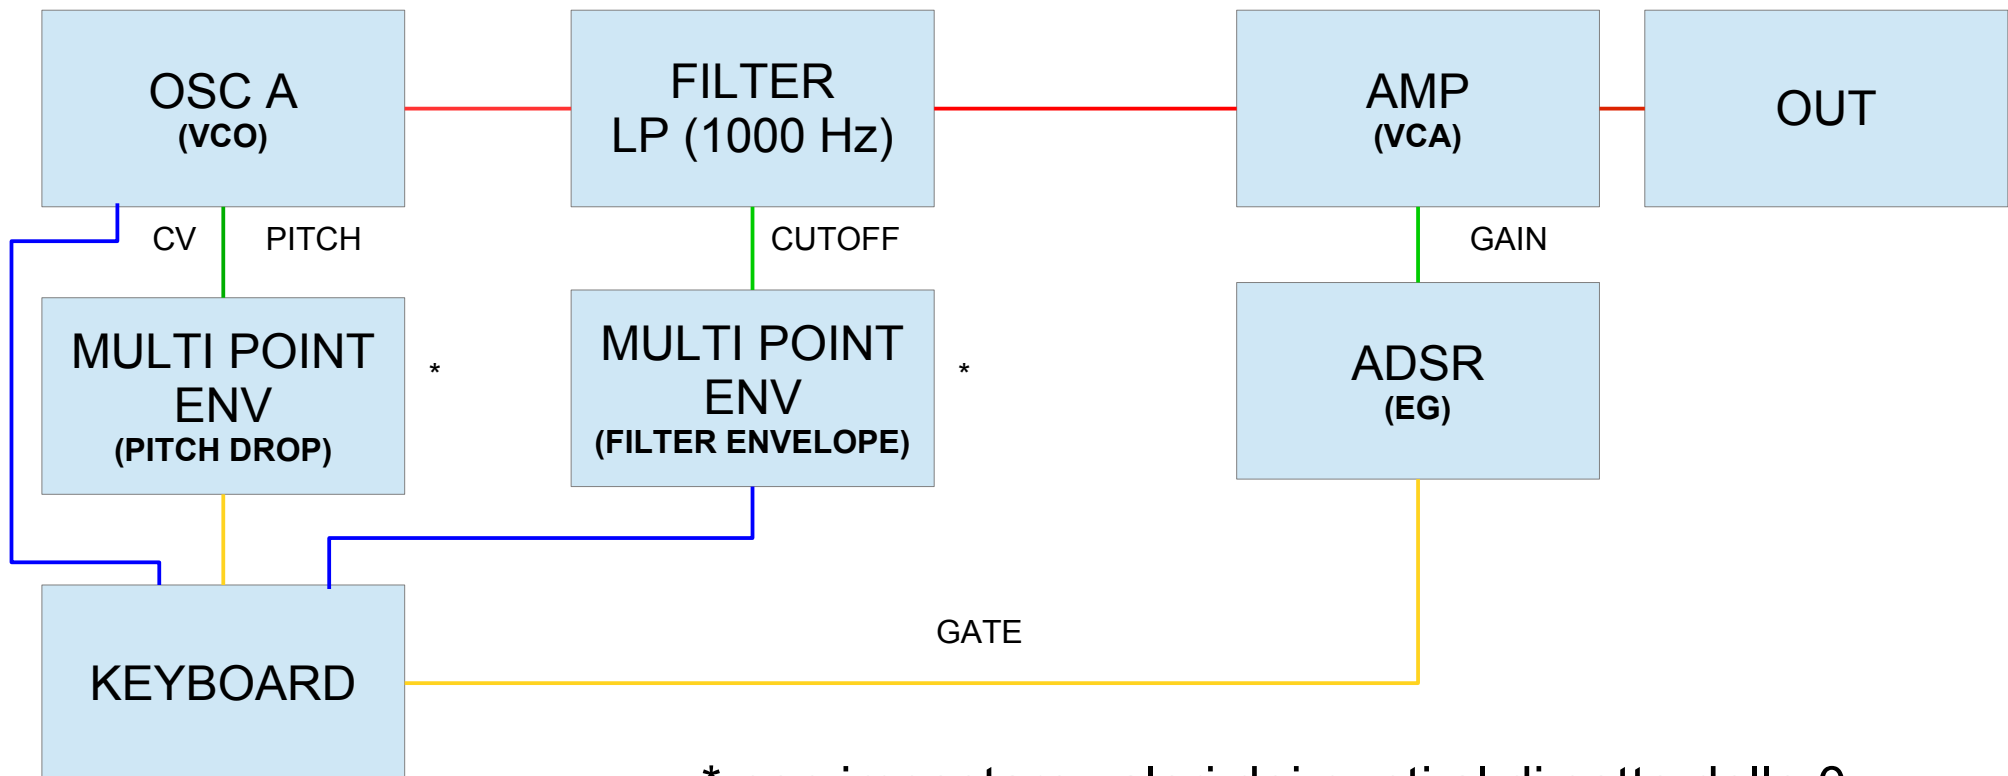 OSC A
(VCO)
FILTER
LP (1000 Hz)
AMP
(VCA)
OUT
CV
PITCH
CUTOFF
GAIN
MULTI POINT
ENV
(PITCH DROP)
*
MULTI POINT
ENV
(FILTER ENVELOPE)
*
ADSR
(EG)
GATE
KEYBOARD
*